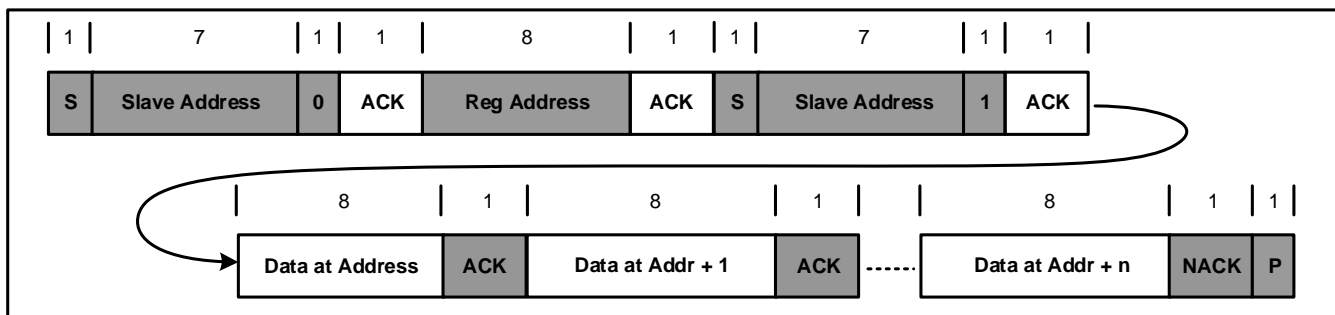 1 7 1 1 8 1 1 7 1 1
S Slave Address 0 ACK Reg Address ACK S Slave Address 1 ACK
8 1 8 1 8 1 1
Data at Address ACK Data at Addr + 1 ACK Data at Addr + n NACK P